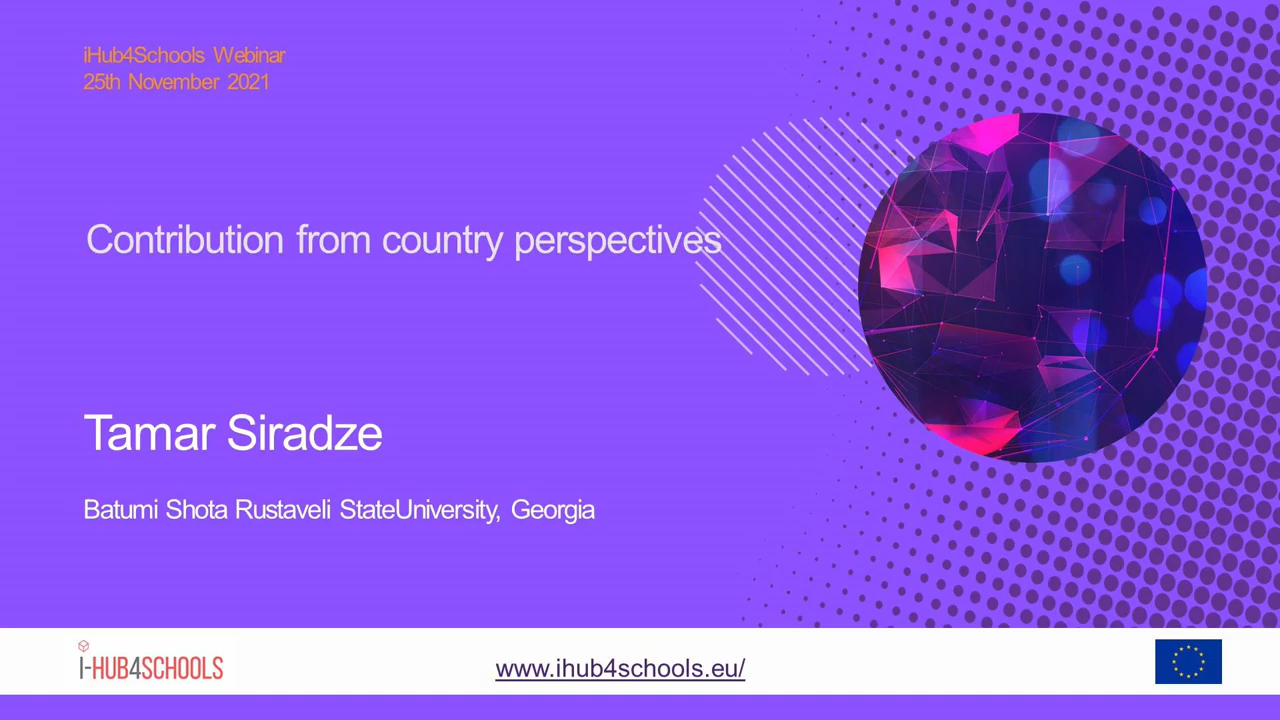 iHub4Schools Webinar
25th November 2021
Contribution from country perspectives
Tamar Siradze
Batumi Shota Rustaveli StateUniversity, Georgia
I-HUB4SCHOOLS
www.ihub4schools.eu/